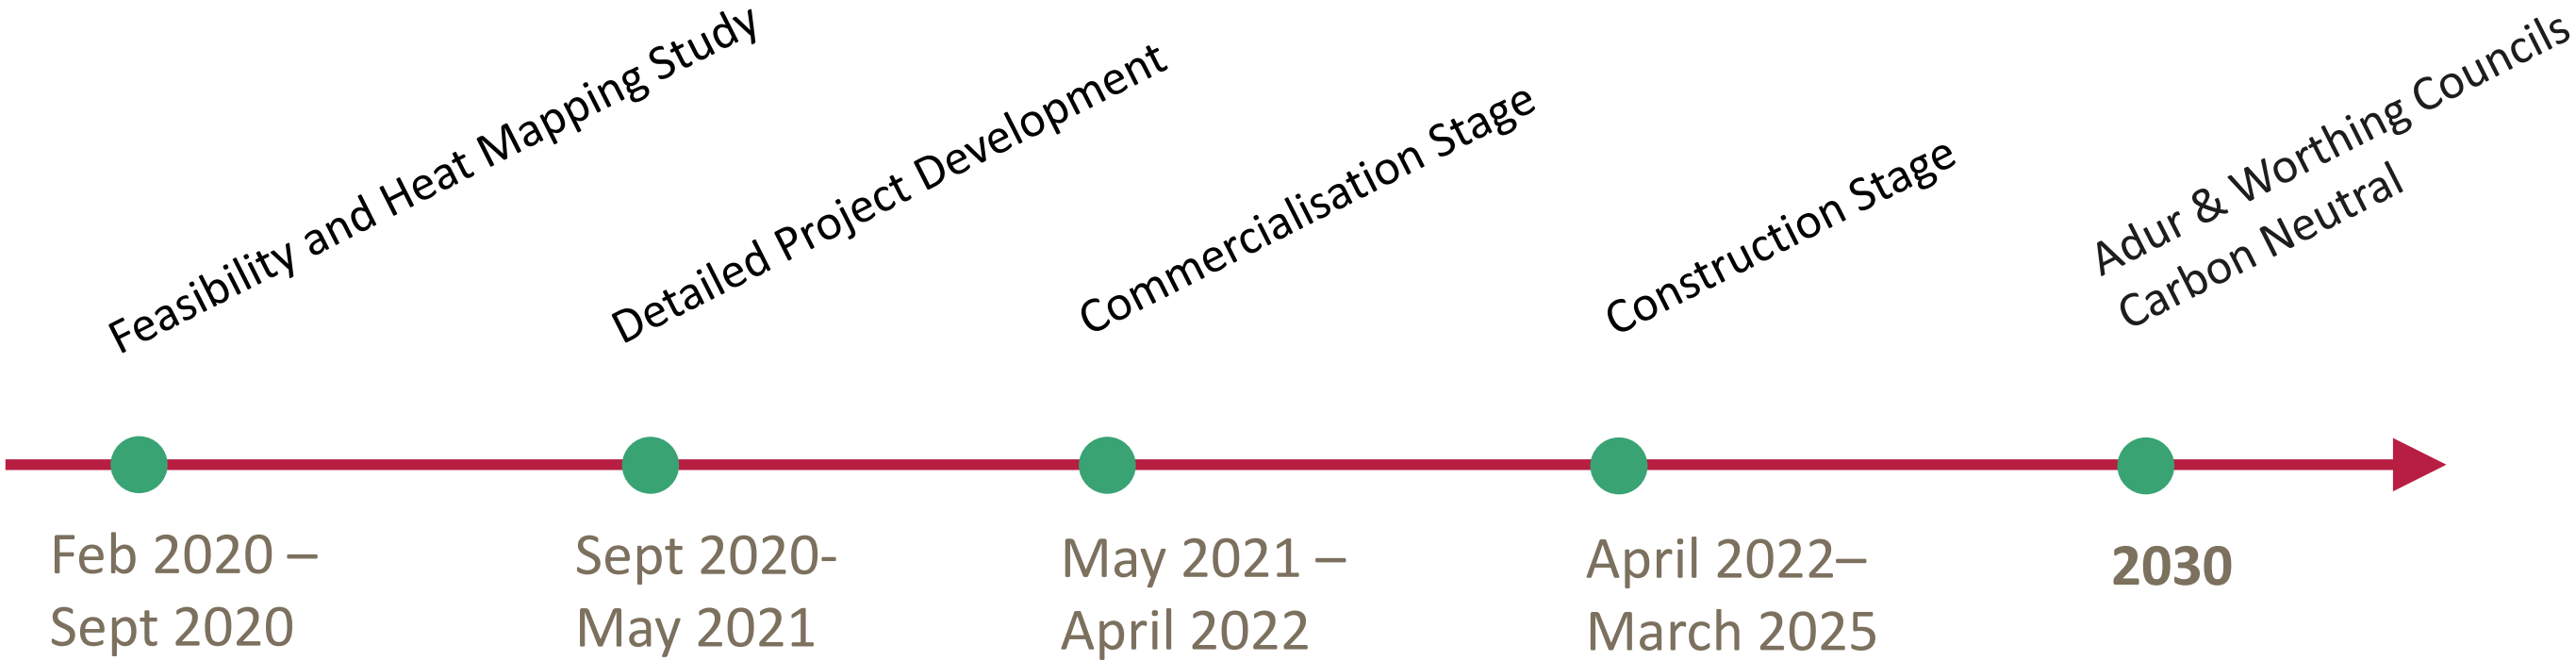 Feasibility and Heat Mapping Study
Detailed Project Development
Commercialisation Stage
Construction Stage
Adur & Worthing Councils
Carbon Neutral
Feb 2020 –
Sept 2020
Sept 2020-
May 2021
May 2021 –
April 2022
April 2022–
March 2025
2030